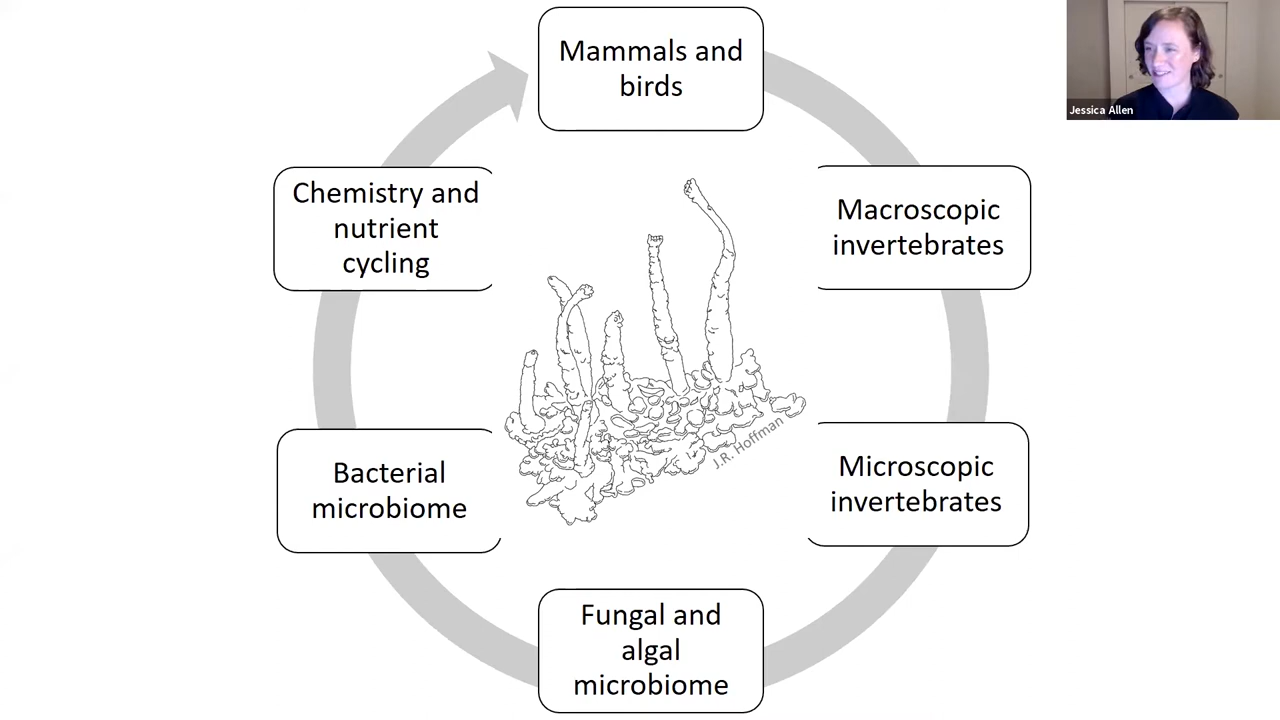 Mammals and
birds
Jessica Allen
Chemistry and
nutrient
cycling
Macroscopic
invertebrates
J.R. Hoffman
Bacterial
microbiome
Microscopic
invertebrates
Fungal and
algal
microbiome